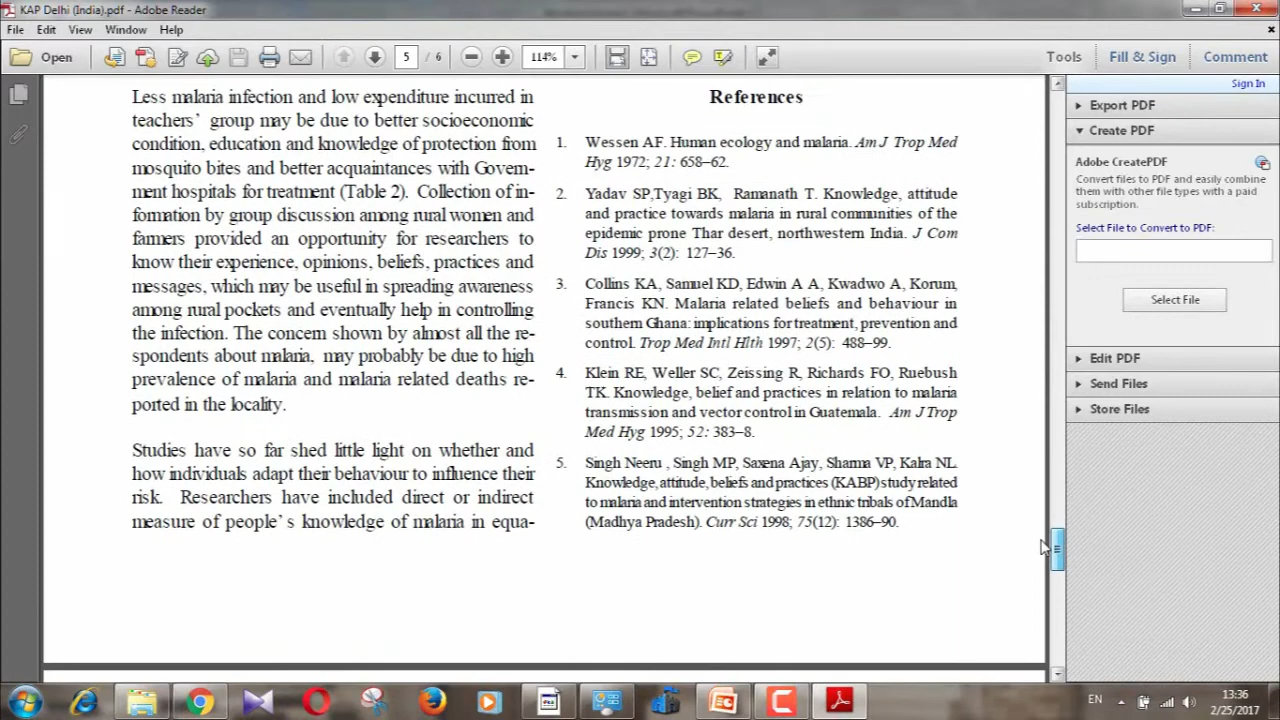 KAP Delhi (India).pdf - Adobe Reader
File Edit View Window Help
Open 5 / 6 114% Tools Fill & Sign Comment
Sign In
Export PDF
Create PDF
Adobe CreatePDF
Convert files to PDF and easily combine
them with other file types with a paid
subscription.
Select File to Convert to PDF:
Select File
Edit PDF
Send Files
Store Files
Less malaria infection and low expenditure incurred in
teachers' group may be due to better socioeconomic
condition, education and knowledge of protection from
mosquito bites and better acquaintances with Govern-
ment hospitals for treatment (Table 2). Collection of in-
formation by group discussion among rural women and
farmers provided an opportunity for researchers to
know their experience, opinions, beliefs, practices and
messages, which may be useful in spreading awareness
among rural pockets and eventually help in controlling
the infection. The concern shown by almost all the re-
spondents about malaria, may probably be due to high
prevalence of malaria and malaria related deaths re-
ported in the locality.
Studies have so far shed little light on whether and
how individuals adapt their behaviour to influence their
risk. Researchers have included direct or indirect
measure of people's knowledge of malaria in equa-
References
1. Wessen AF. Human ecology and malaria. Am J Trop Med
Hyg 1972; 21: 658–62.
2. Yadav SP,Tyagi BK, Ramanath T. Knowledge, attitude
and practice towards malaria in rural communities of the
epidemic prone Thar desert, northwestern India. J Com
Dis 1999; 3(2): 127–36.
3. Collins KA, Samuel KD, Edwin A A, Kwadwo A, Korum,
Francis KN. Malaria related beliefs and behaviour in
southern Ghana: implications for treatment, prevention and
control. Trop Med Intl Hlth 1997; 2(5): 488–99.
4. Klein RE, Weller SC, Zeissing R, Richards FO, Ruebush
TK. Knowledge, belief and practices in relation to malaria
transmission and vector control in Guatemala. Am J Trop
Med Hyg 1995; 52: 383–8.
5. Singh Neeru , Singh MP, Saxena Ajay, Sharma VP, Kalra NL.
Knowledge, attitude, beliefs and practices (KABP) study related
to malaria and intervention strategies in ethnic tribals of Mandla
(Madhya Pradesh). Curr Sci 1998; 75(12): 1386–90.
EN
13:36
2/25/2017